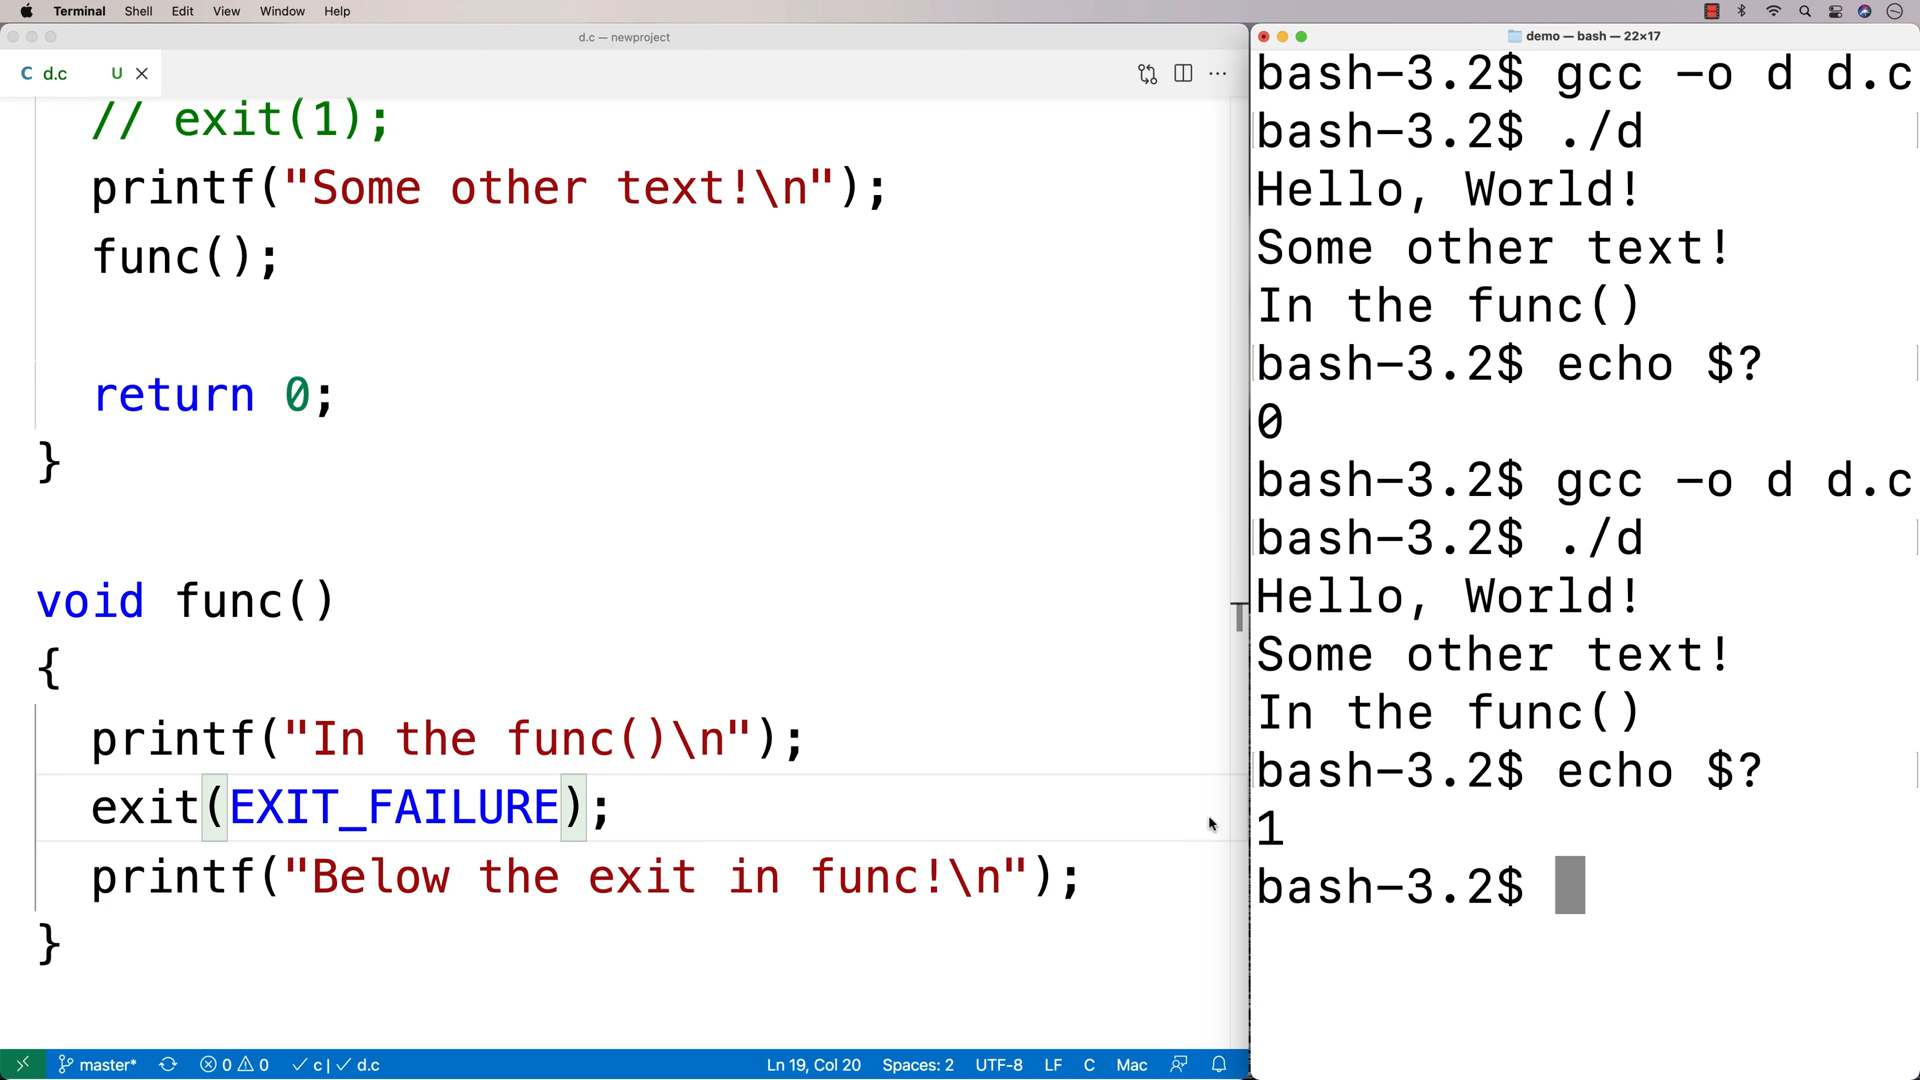 Terminal Shell Edit View Window Help
d.c — newproject
C d.c U
// exit(1);
printf("Some other text!\n");
func();
return 0;
}
void func()
{
printf("In the func()\n");
exit(EXIT_FAILURE);
printf("Below the exit in func!\n");
}
master* 0 0 c | d.c Ln 19, Col 20 Spaces: 2 UTF-8 LF C Mac
demo — bash — 22×17
bash-3.2$ gcc -o d d.c
bash-3.2$ ./d
Hello, World!
Some other text!
In the func()
bash-3.2$ echo $?
0
bash-3.2$ gcc -o d d.c
bash-3.2$ ./d
Hello, World!
Some other text!
In the func()
bash-3.2$ echo $?
1
bash-3.2$